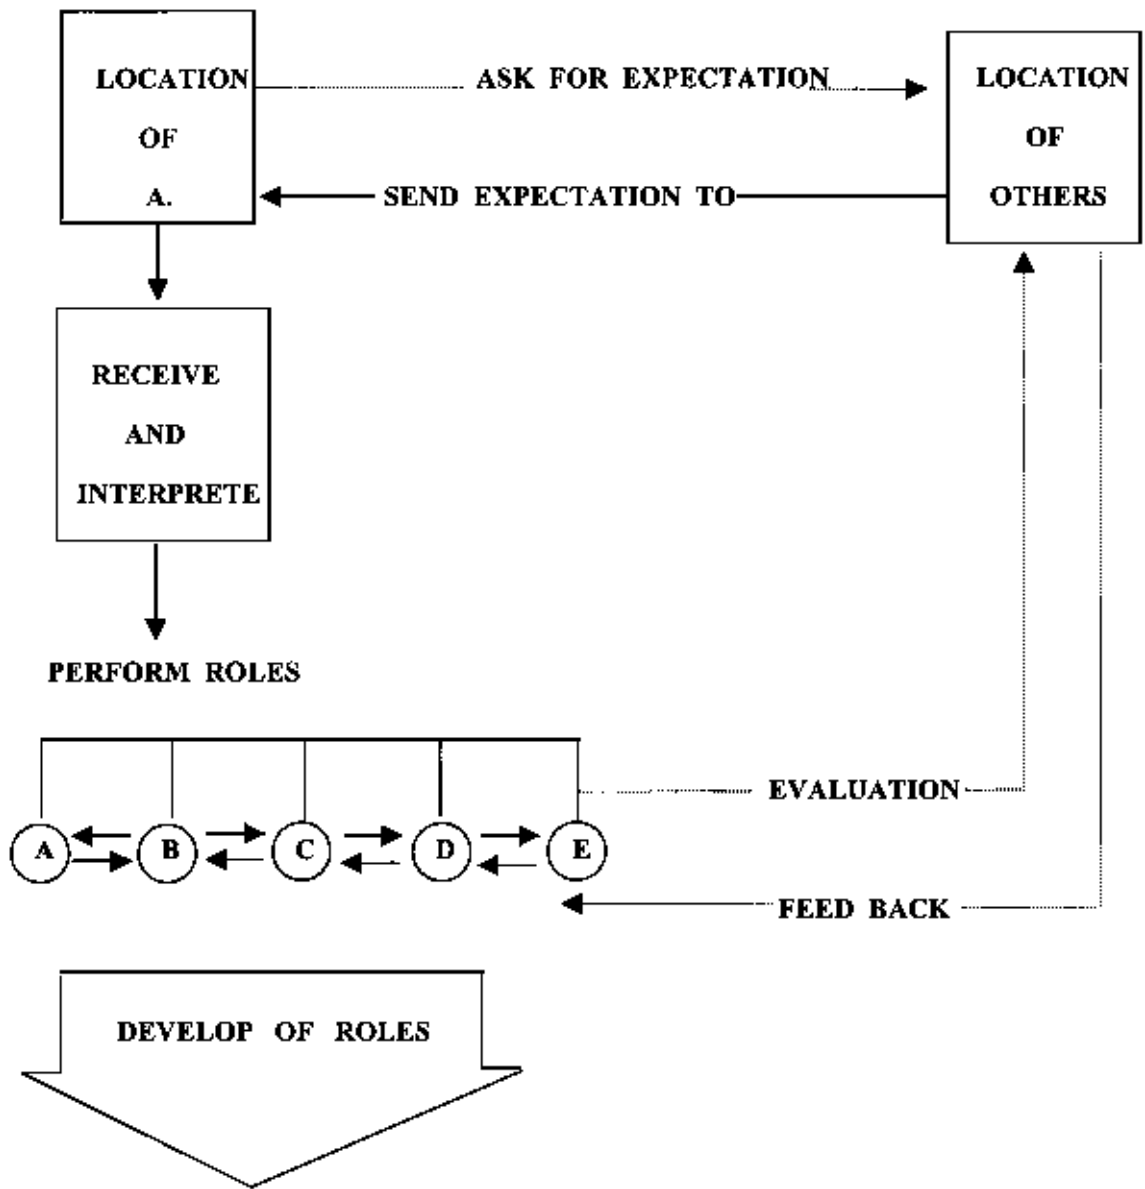 LOCATION
OF
A.
ASK FOR EXPECTATION
SEND EXPECTATION TO
LOCATION
OF
OTHERS
RECEIVE
AND
INTERPRETE
PERFORM ROLES
A B C D E
EVALUATION
FEED BACK
DEVELOP OF ROLES